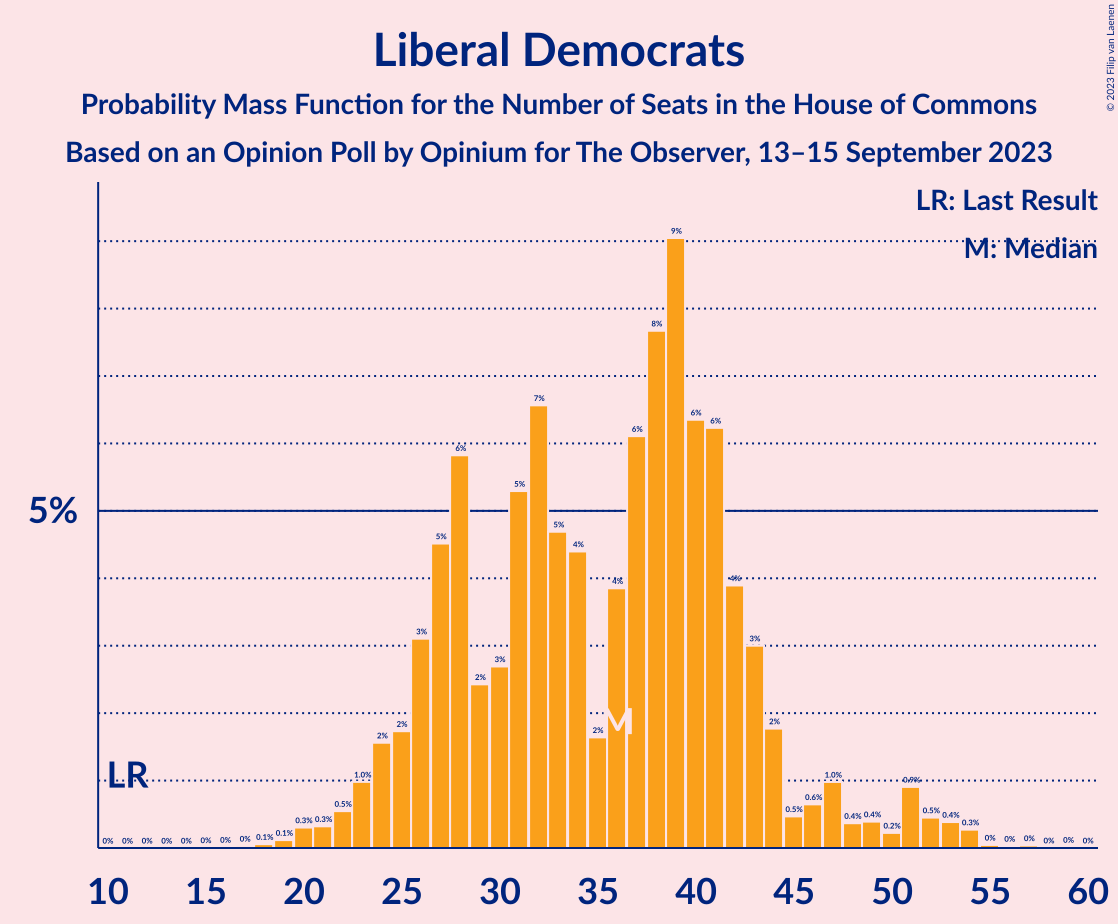 Liberal Democrats
Probability Mass Function for the Number of Seats in the House of Commons
Based on an Opinion Poll by Opinium for The Observer, 13–15 September 2023
© 2023 Filip van Laenen
LR: Last Result
M: Median
5%
LR
M
0% 0% 0% 0% 0% 0% 0% 0% 0.1% 0.1% 0.3% 0.3% 0.5% 1.0% 2% 2% 3% 5% 6% 2% 3% 5% 7% 5% 4% 2% 4% 6% 8% 9% 6% 6% 4% 3% 2% 0.5% 0.6% 1.0% 0.4% 0.4% 0.2% 0.9% 0.5% 0.4% 0.3% 0% 0% 0% 0% 0% 0%
10 15 20 25 30 35 40 45 50 55 60